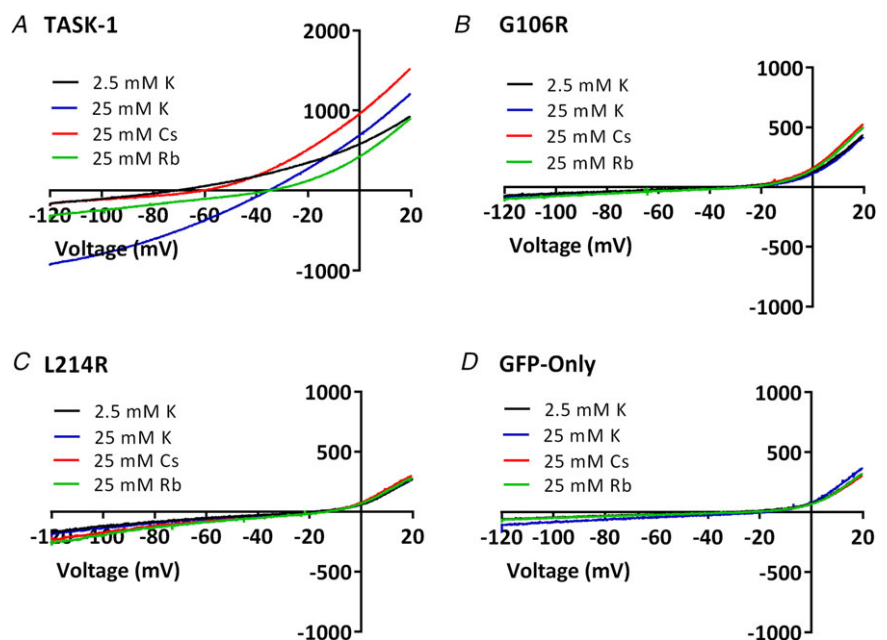 A TASK-1
2.5 mM K
25 mM K
25 mM Cs
25 mM Rb
2000
1000
-120 -100 -80 -60 -40 -20 20
Voltage (mV)
-1000
B G106R
2.5 mM K
25 mM K
25 mM Cs
25 mM Rb
1000
500
-120 -100 -80 -60 -40 -20 0 20
Voltage (mV)
-500
-1000
C L214R
2.5 mM K
25 mM K
25 mM Cs
25 mM Rb
1000
500
-120 -100 -80 -60 -40 -20 0 20
Voltage (mV)
-500
-1000
D GFP-Only
2.5 mM K
25 mM K
25 mM Cs
25 mM Rb
1000
500
-120 -100 -80 -60 -40 -20 0 20
Voltage (mV)
-500
-1000